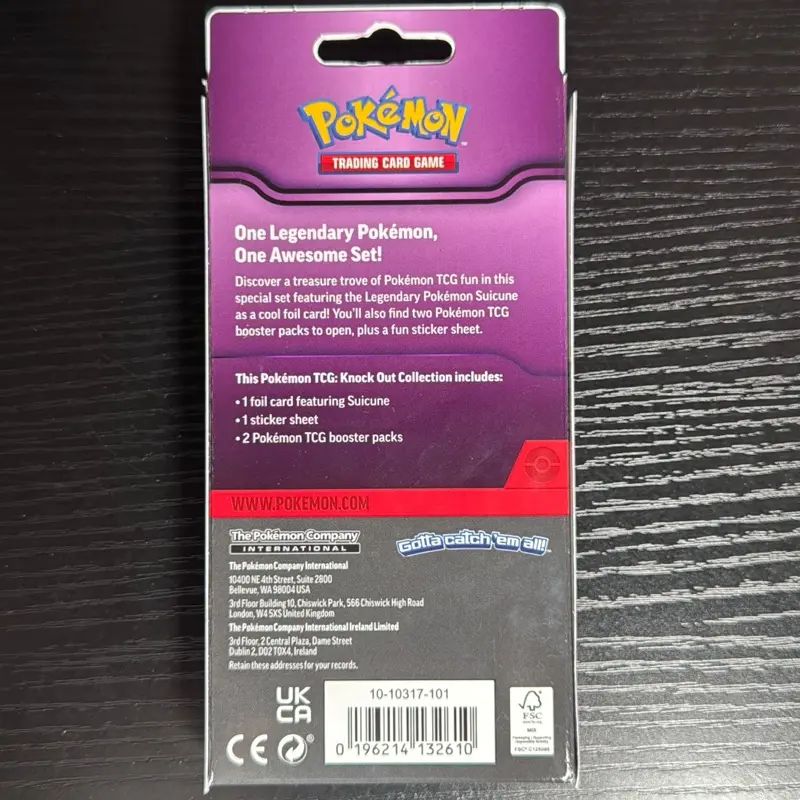 POKéMON
TRADING CARD GAME
One Legendary Pokémon,
One Awesome Set!
Discover a treasure trove of Pokémon TCG fun in this
special set featuring the Legendary Pokémon Suicune
as a cool foil card! You'll also find two Pokémon TCG
booster packs to open, plus a fun sticker sheet.
This Pokémon TCG: Knock Out Collection includes:
• 1 foil card featuring Suicune
• 1 sticker sheet
• 2 Pokémon TCG booster packs
WWW.POKEMON.COM
The Pokémon Company
INTERNATIONAL
Gotta catch 'em all!
The Pokémon Company International
10400 NE 4th Street, Suite 2800
Bellevue, WA 98004 USA
3rd Floor Building 10, Chiswick Park, 566 Chiswick High Road
London, W4 5XS United Kingdom
The Pokémon Company International Ireland Limited
3rd Floor, 2 Central Plaza, Dame Street
Dublin 2, D02 T0X4, Ireland
Retain these addresses for your records.
UK
CA
CE
10-10317-101
0 196214 132610
FSC
MIX